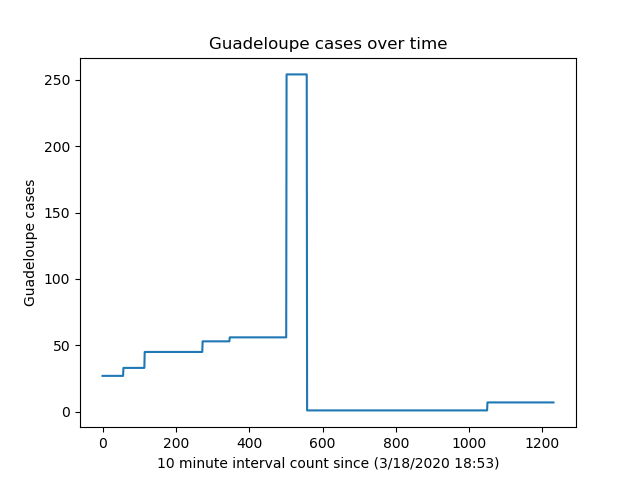 Guadeloupe cases over time
Guadeloupe cases
250
200
150
100
50
0
0 200 400 600 800 1000 1200
10 minute interval count since (3/18/2020 18:53)